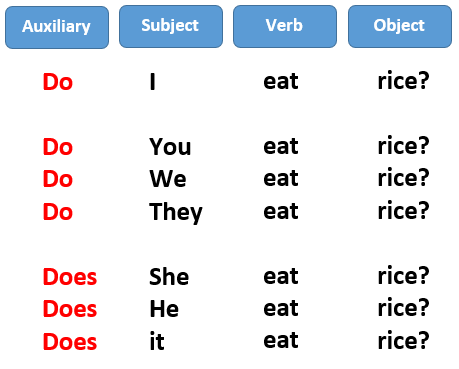 Auxiliary Subject Verb Object
Do I eat rice?
Do You eat rice?
Do We eat rice?
Do They eat rice?
Does She eat rice?
Does He eat rice?
Does it eat rice?